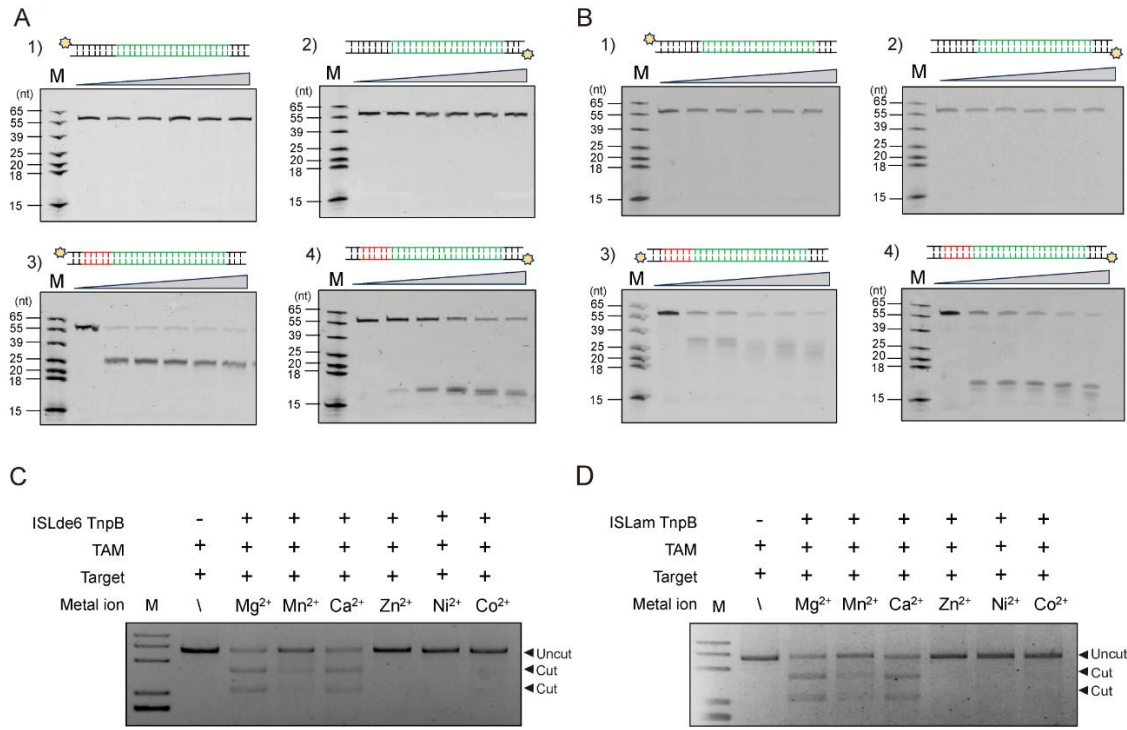 A
1)
M
(nt)
65
55
39
25
20
18
15
2)
M
(nt)
65
55
39
25
20
18
15
3)
M
(nt)
65
55
39
25
20
18
15
4)
M
(nt)
65
55
39
25
20
18
15
B
1)
M
(nt)
65
55
39
25
20
18
15
2)
M
(nt)
65
55
39
25
20
18
15
3)
M
(nt)
65
55
39
25
20
18
15
4)
M
(nt)
65
55
39
25
20
18
15
C
ISLde6 TnpB - + + + + + +
TAM + + + + + + +
Target + + + + + + +
Metal ion M \ Mg²⁺ Mn²⁺ Ca²⁺ Zn²⁺ Ni²⁺ Co²⁺
Uncut
Cut
Cut
D
ISLam TnpB - + + + + + +
TAM + + + + + + +
Target + + + + + + +
Metal ion M \ Mg²⁺ Mn²⁺ Ca²⁺ Zn²⁺ Ni²⁺ Co²⁺
Uncut
Cut
Cut